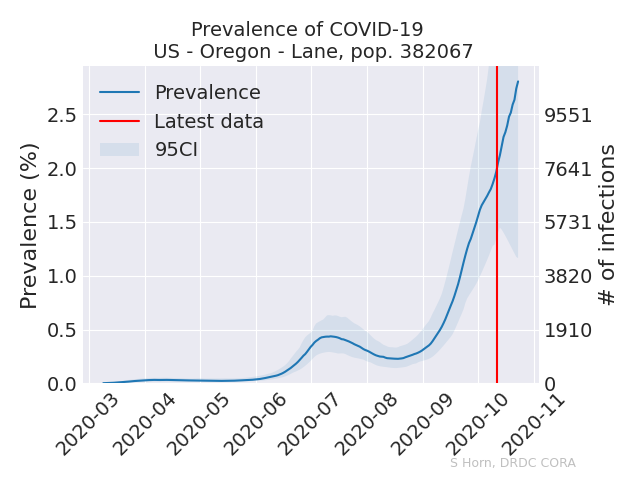 Prevalence of COVID-19
US - Oregon - Lane, pop. 382067
Prevalence
Latest data
95CI
Prevalence (%)
2.5
2.0
1.5
1.0
0.5
0.0
9551
7641
5731
3820
1910
0
# of infections
2020-03
2020-04
2020-05
2020-06
2020-07
2020-08
2020-09
2020-10
2020-11
S Horn, DRDC CORA